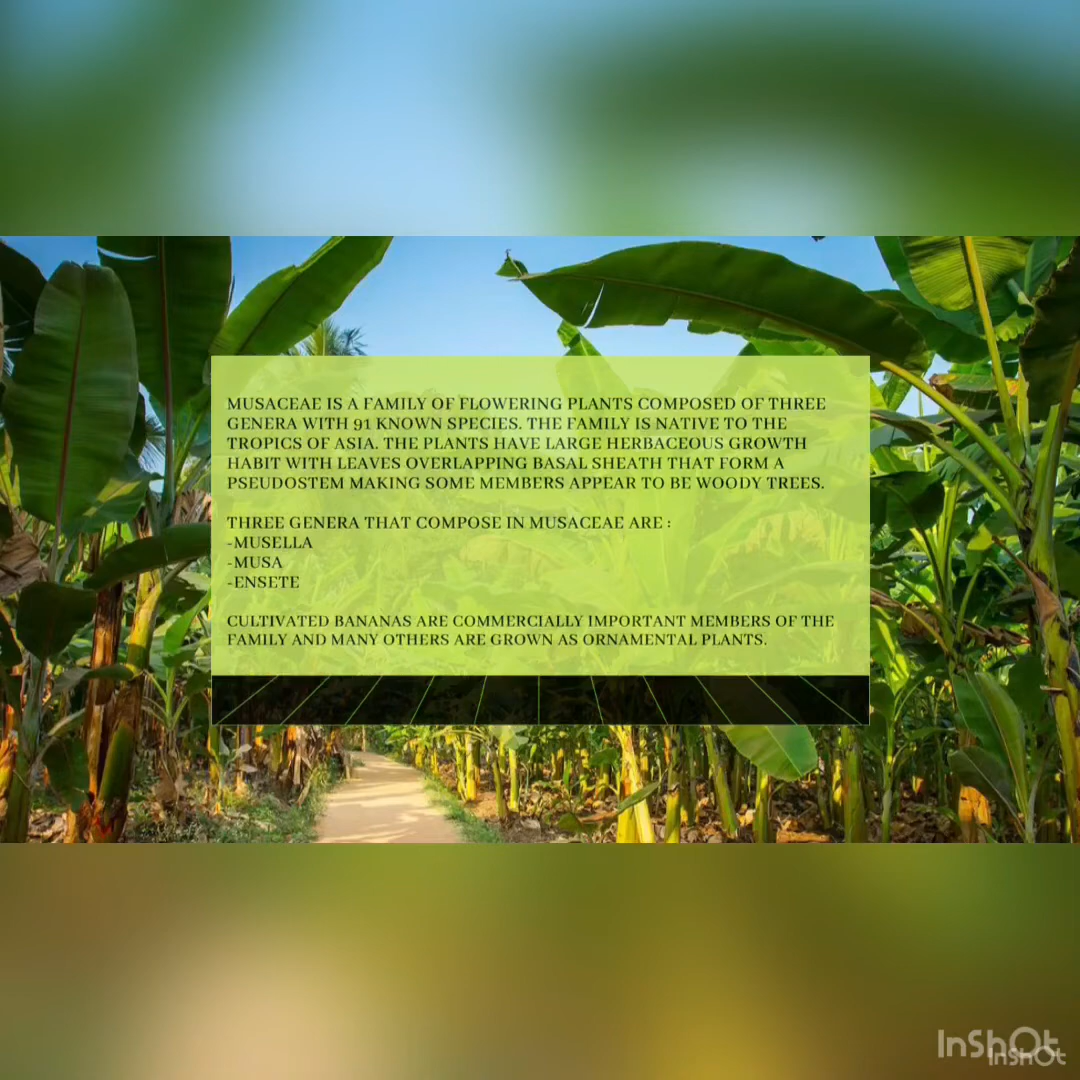 MUSACEAE IS A FAMILY OF FLOWERING PLANTS COMPOSED OF THREE
GENERA WITH 91 KNOWN SPECIES. THE FAMILY IS NATIVE TO THE
TROPICS OF ASIA. THE PLANTS HAVE LARGE HERBACEOUS GROWTH
HABIT WITH LEAVES OVERLAPPING BASAL SHEATH THAT FORM A
PSEUDOSTEM MAKING SOME MEMBERS APPEAR TO BE WOODY TREES.
THREE GENERA THAT COMPOSE IN MUSACEAE ARE :
-MUSELLA
-MUSA
-ENSETE
CULTIVATED BANANAS ARE COMMERCIALLY IMPORTANT MEMBERS OF THE
FAMILY AND MANY OTHERS ARE GROWN AS ORNAMENTAL PLANTS.
InShOt
InShOt